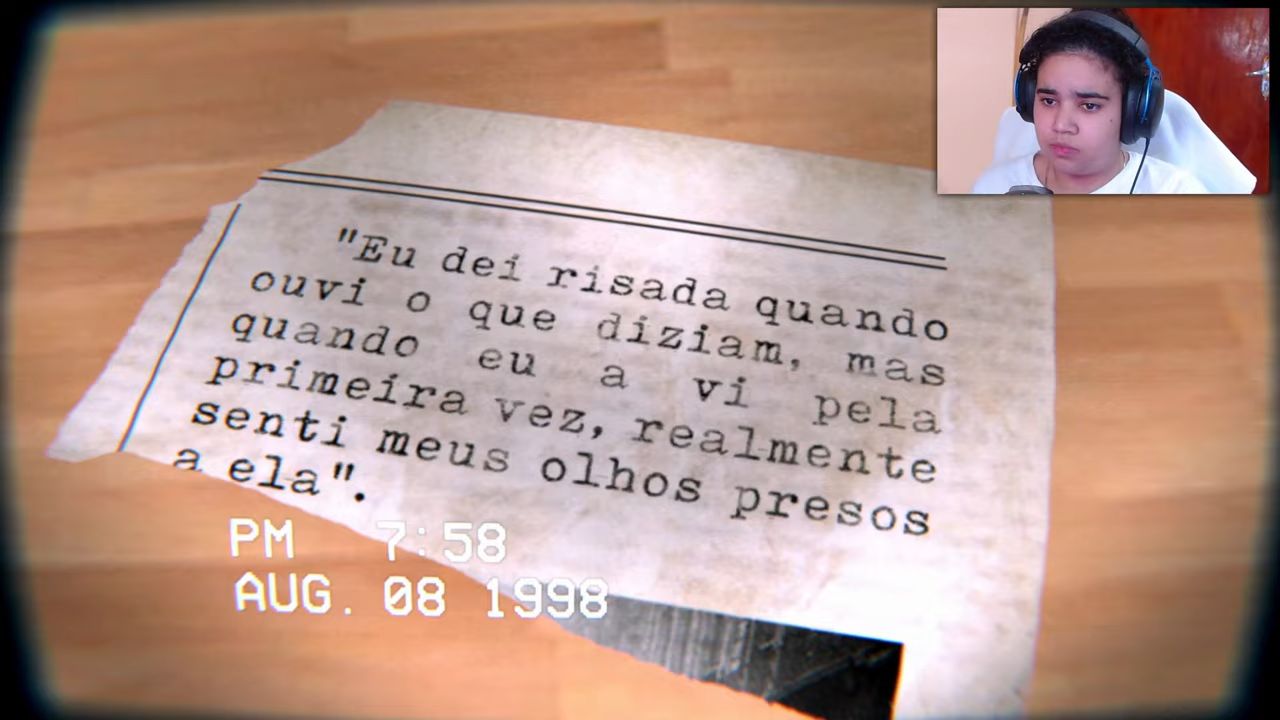 "Eu dei risada quando
ouvi o que diziam, mas
quando eu a vi pela
primeira vez, realmente
senti meus olhos presos
a ela".
PM 7:58
AUG. 08 1998